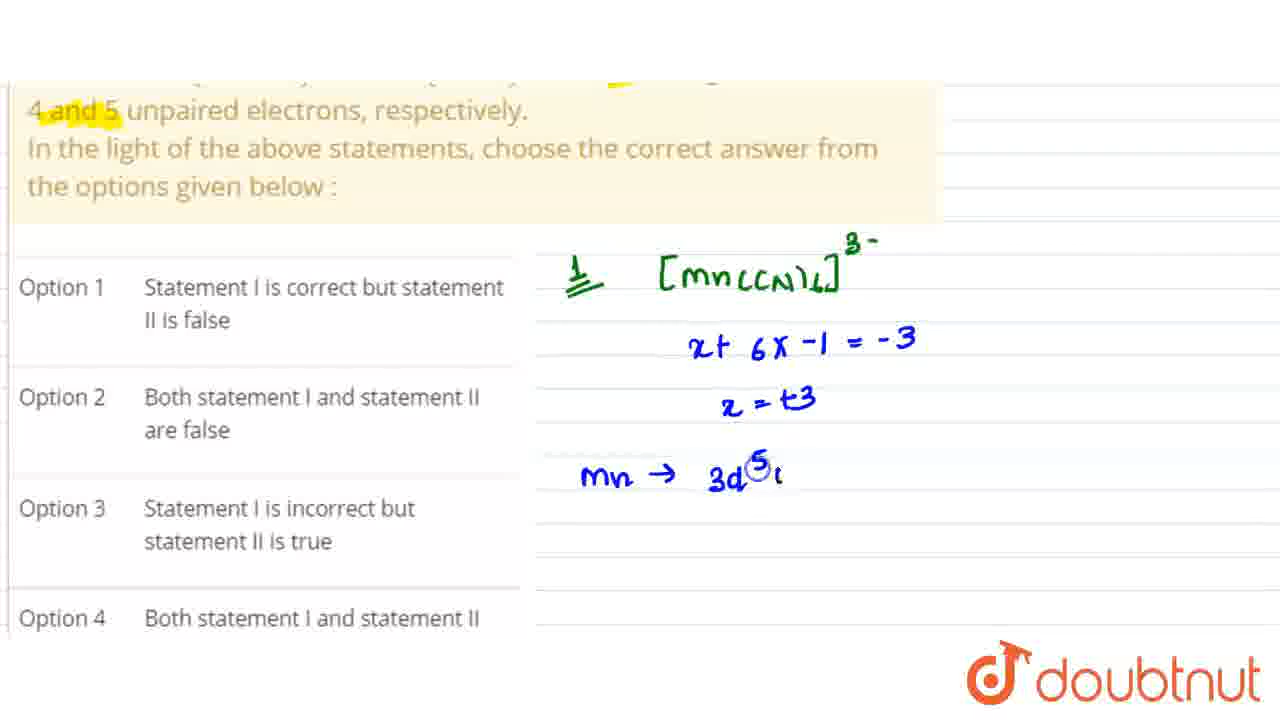 4 and 5 unpaired electrons, respectively.
In the light of the above statements, choose the correct answer from
the options given below :
Option 1 Statement I is correct but statement
II is false
Option 2 Both statement I and statement II
are false
Option 3 Statement I is incorrect but
statement II is true
Option 4 Both statement I and statement II
1 [Mn(CN)6]3-
x+ 6x -1 = -3
x = +3
Mn → 3d5
doubtnut